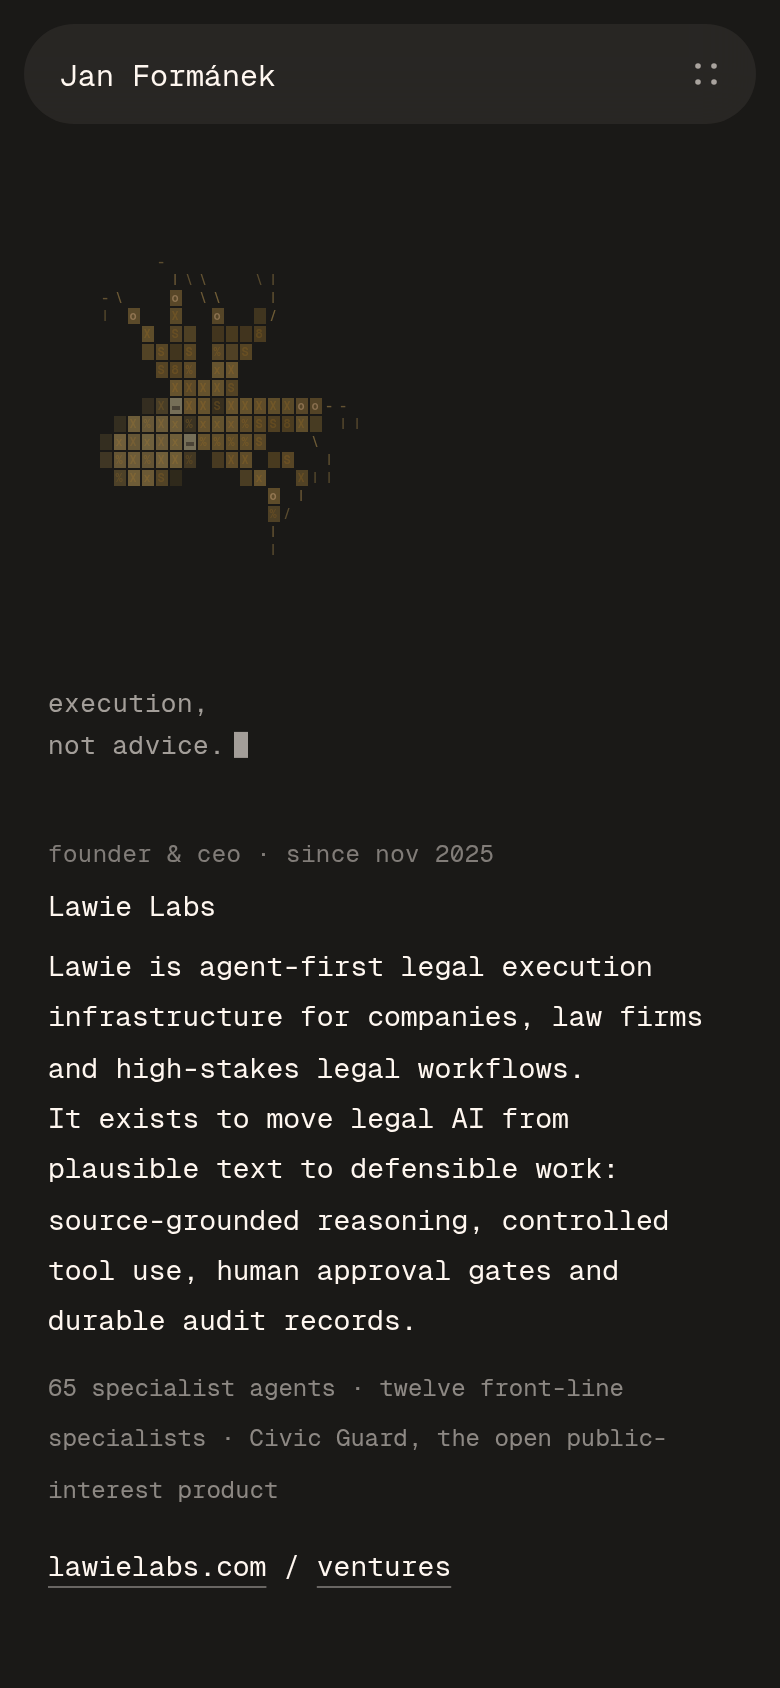 Jan Formánek
execution,
not advice.
founder & ceo · since nov 2025
Lawie Labs
Lawie is agent-first legal execution
infrastructure for companies, law firms
and high-stakes legal workflows.
It exists to move legal AI from
plausible text to defensible work:
source-grounded reasoning, controlled
tool use, human approval gates and
durable audit records.
65 specialist agents · twelve front-line
specialists · Civic Guard, the open public-
interest product
lawielabs.com / ventures